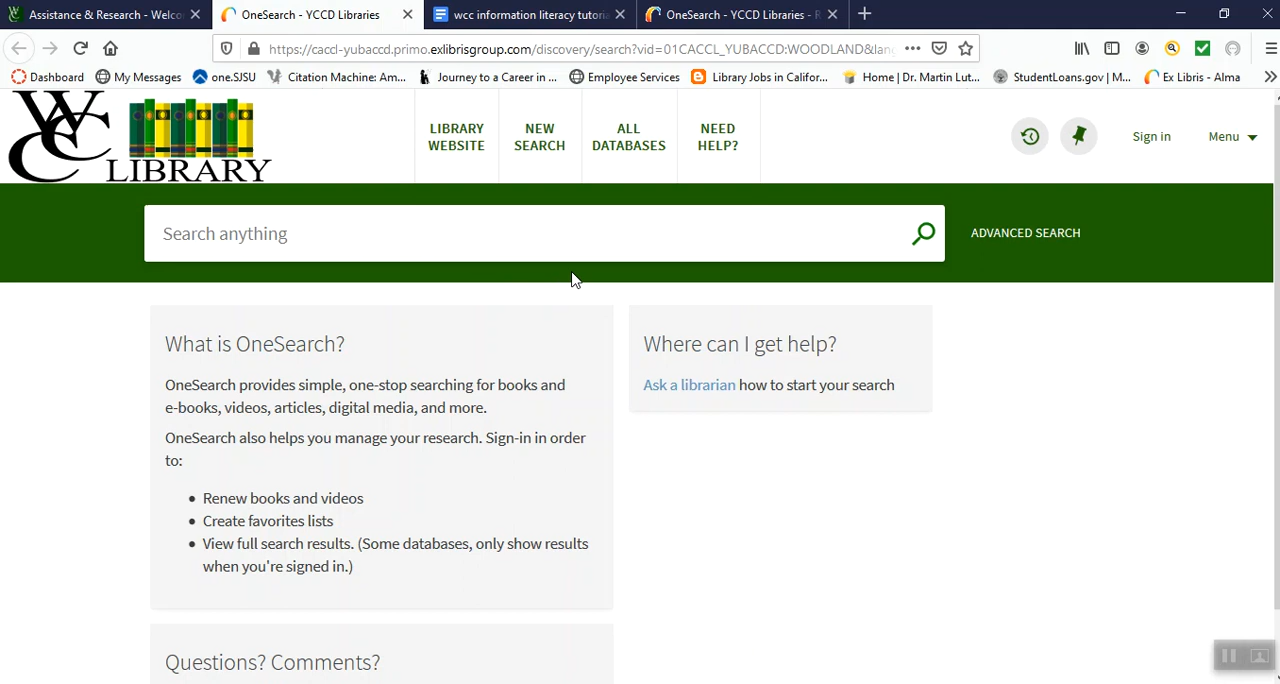 Assistance & Research - Welco
OneSearch - YCCD Libraries
wcc information literacy tutoria
OneSearch - YCCD Libraries - R
https://caccl-yubaccd.primo.exlibrisgroup.com/discovery/search?vid=01CACCL_YUBACCD:WOODLAND&lan
Dashboard
My Messages
one.SJSU
Citation Machine: Am...
Journey to a Career in ...
Employee Services
Library Jobs in Califor...
Home | Dr. Martin Lut...
StudentLoans.gov | M...
Ex Libris - Alma
WCC LIBRARY
LIBRARY WEBSITE
NEW SEARCH
ALL DATABASES
NEED HELP?
Sign in
Menu
Search anything
ADVANCED SEARCH
What is OneSearch?
OneSearch provides simple, one-stop searching for books and
e-books, videos, articles, digital media, and more.
OneSearch also helps you manage your research. Sign-in in order
to:
• Renew books and videos
• Create favorites lists
• View full search results. (Some databases, only show results
when you're signed in.)
Where can I get help?
Ask a librarian how to start your search
Questions? Comments?